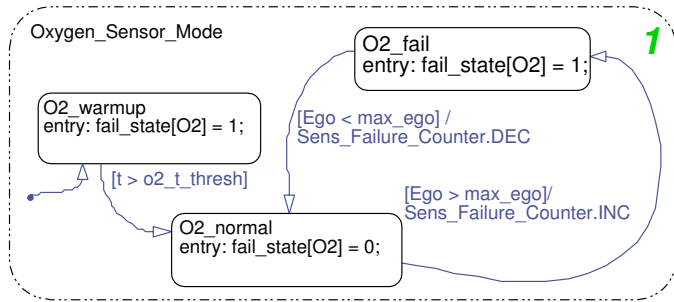 Oxygen_Sensor_Mode
1
O2_fail
entry: fail_state[O2] = 1;
O2_warmup
entry: fail_state[O2] = 1;
[Ego < max_ego] /
Sens_Failure_Counter.DEC
[t > o2_t_thresh]
[Ego > max_ego]/
Sens_Failure_Counter.INC
O2_normal
entry: fail_state[O2] = 0;